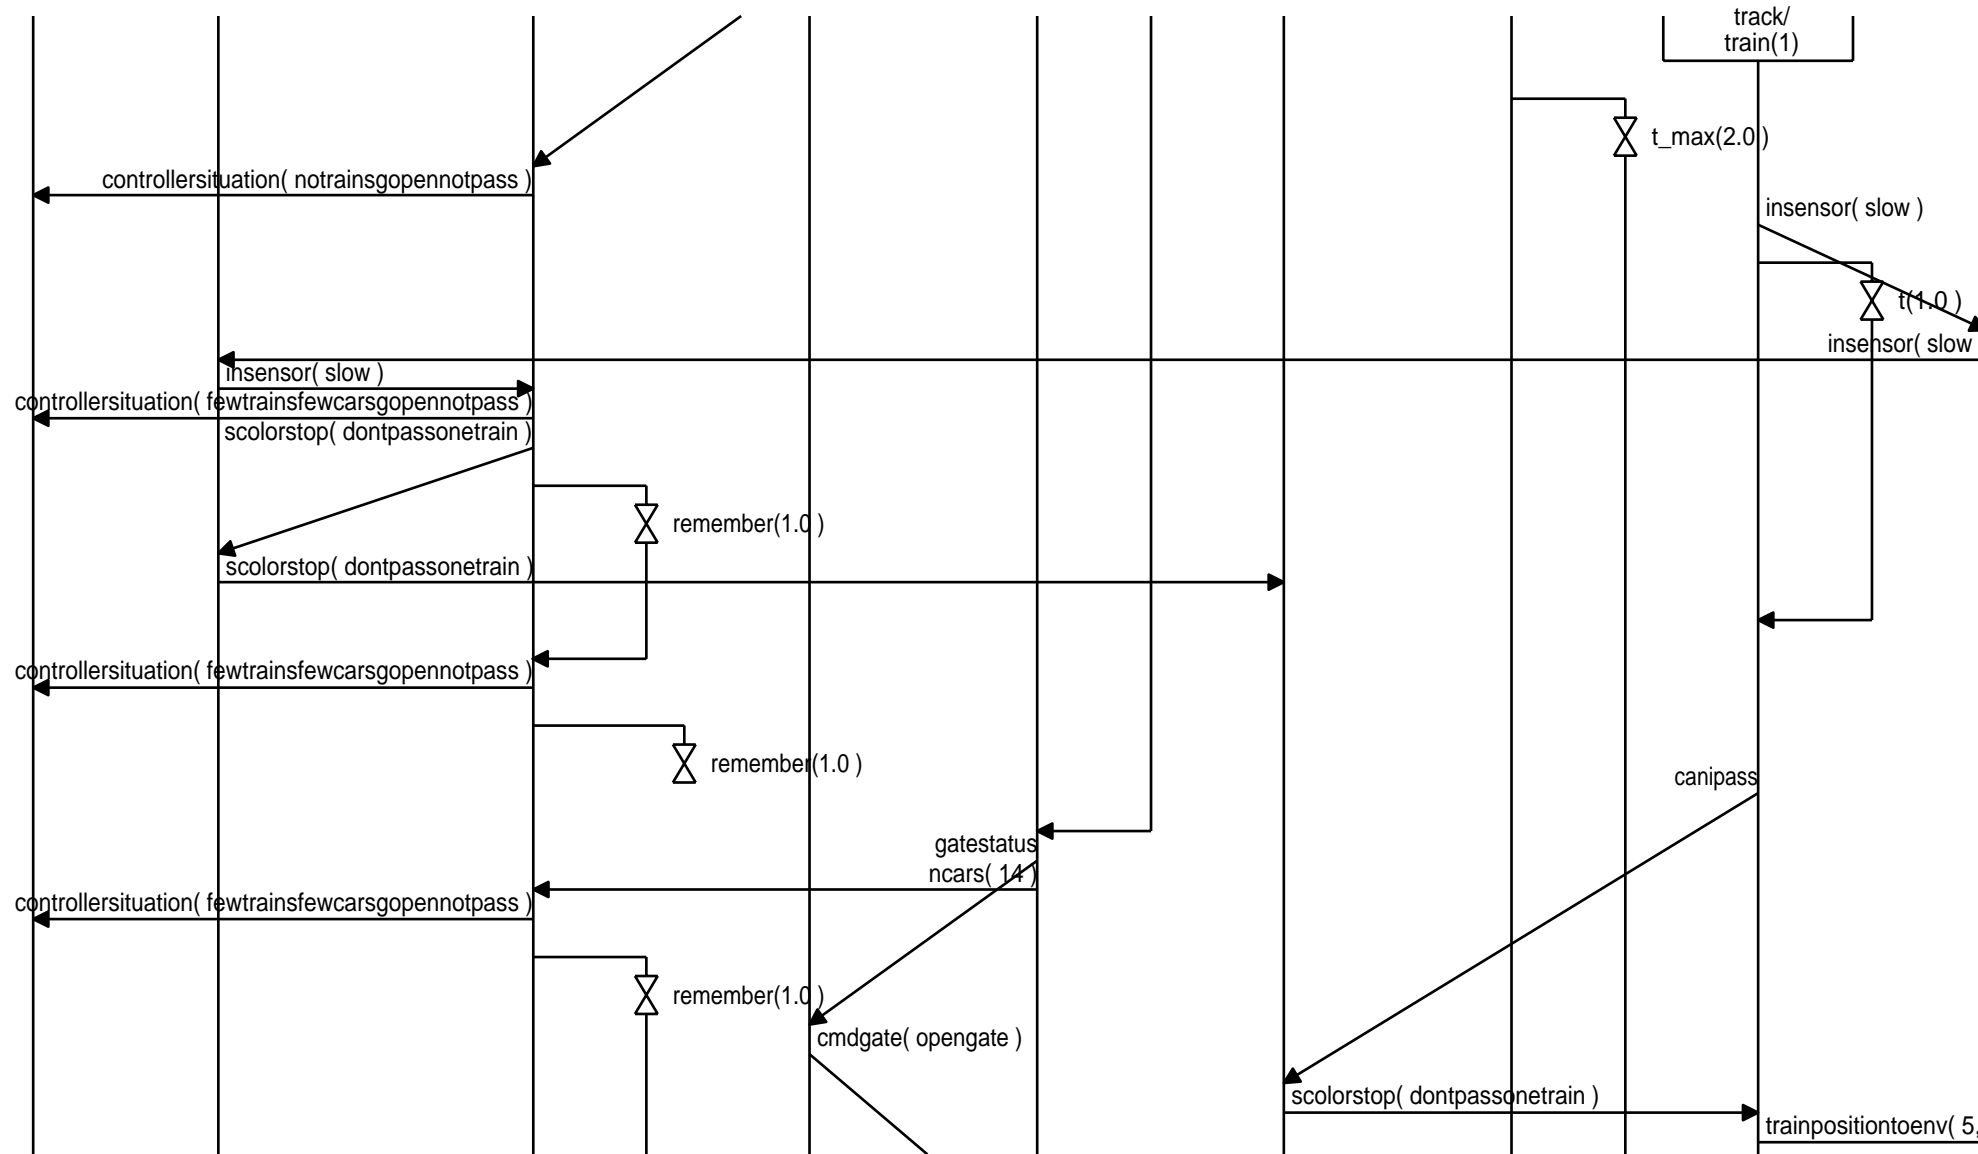 track/
train(1)
t_max(2.0 )
controllersituation( notrainsgopennotpass )
insensor( slow )
t(1.0 )
insensor( slow
insensor( slow )
controllersituation( fewtrainsfewcarsgopennotpass )
scolorstop( dontpassonetrain )
remember(1.0 )
scolorstop( dontpassonetrain )
controllersituation( fewtrainsfewcarsgopennotpass )
remember(1.0 )
canipass
gatestatus
ncars( 14 )
controllersituation( fewtrainsfewcarsgopennotpass )
remember(1.0 )
cmdgate( opengate )
scolorstop( dontpassonetrain )
trainpositiontoenv( 5,